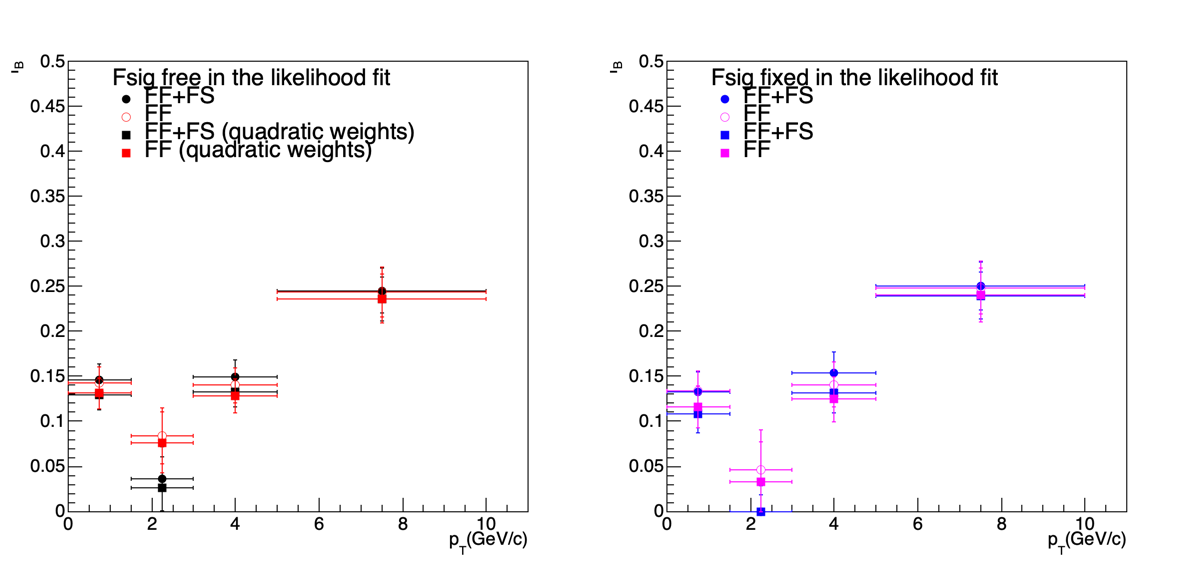 Fsig free in the likelihood fit
FF+FS
FF
FF+FS (quadratic weights)
FF (quadratic weights)
0.5
0.45
0.4
0.35
0.3
0.25
0.2
0.15
0.1
0.05
0
0 2 4 6 8 10
p_T(GeV/c)
Fsig fixed in the likelihood fit
FF+FS
FF
FF+FS
FF
0.5
0.45
0.4
0.35
0.3
0.25
0.2
0.15
0.1
0.05
0
0 2 4 6 8 10
p_T(GeV/c)